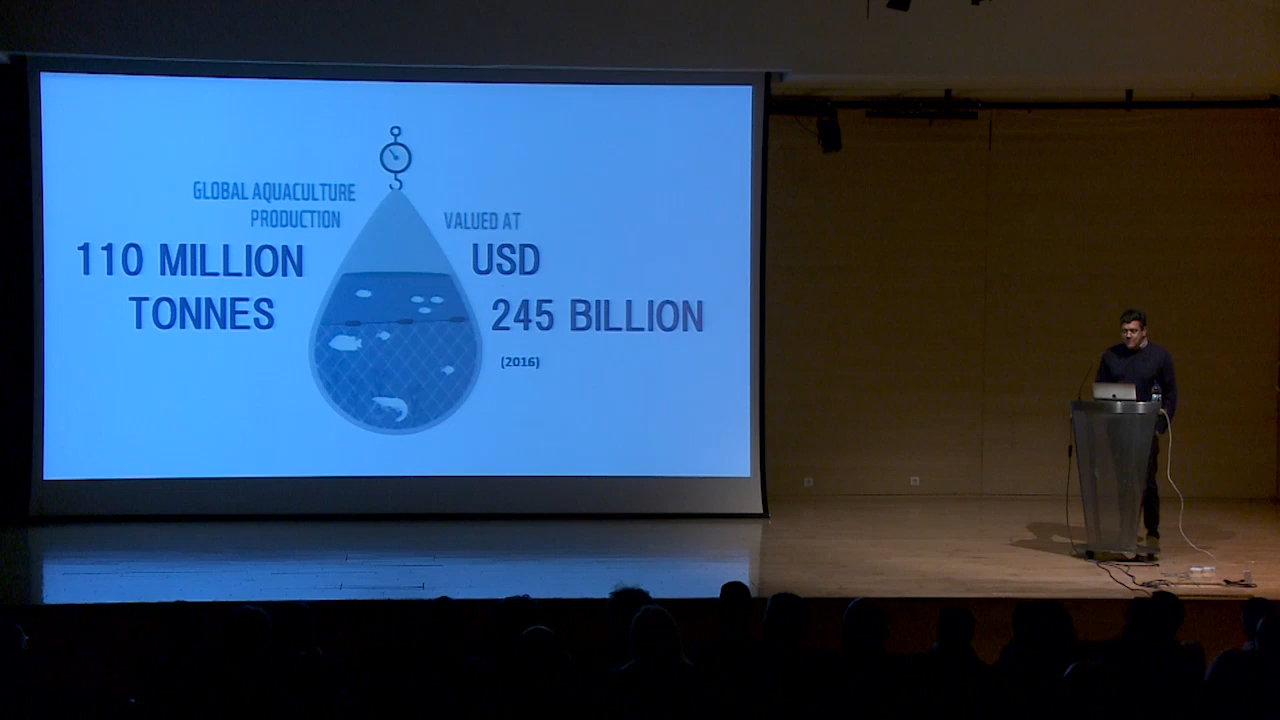 GLOBAL AQUACULTURE
PRODUCTION
110 MILLION
TONNES
VALUED AT
USD
245 BILLION
(2016)